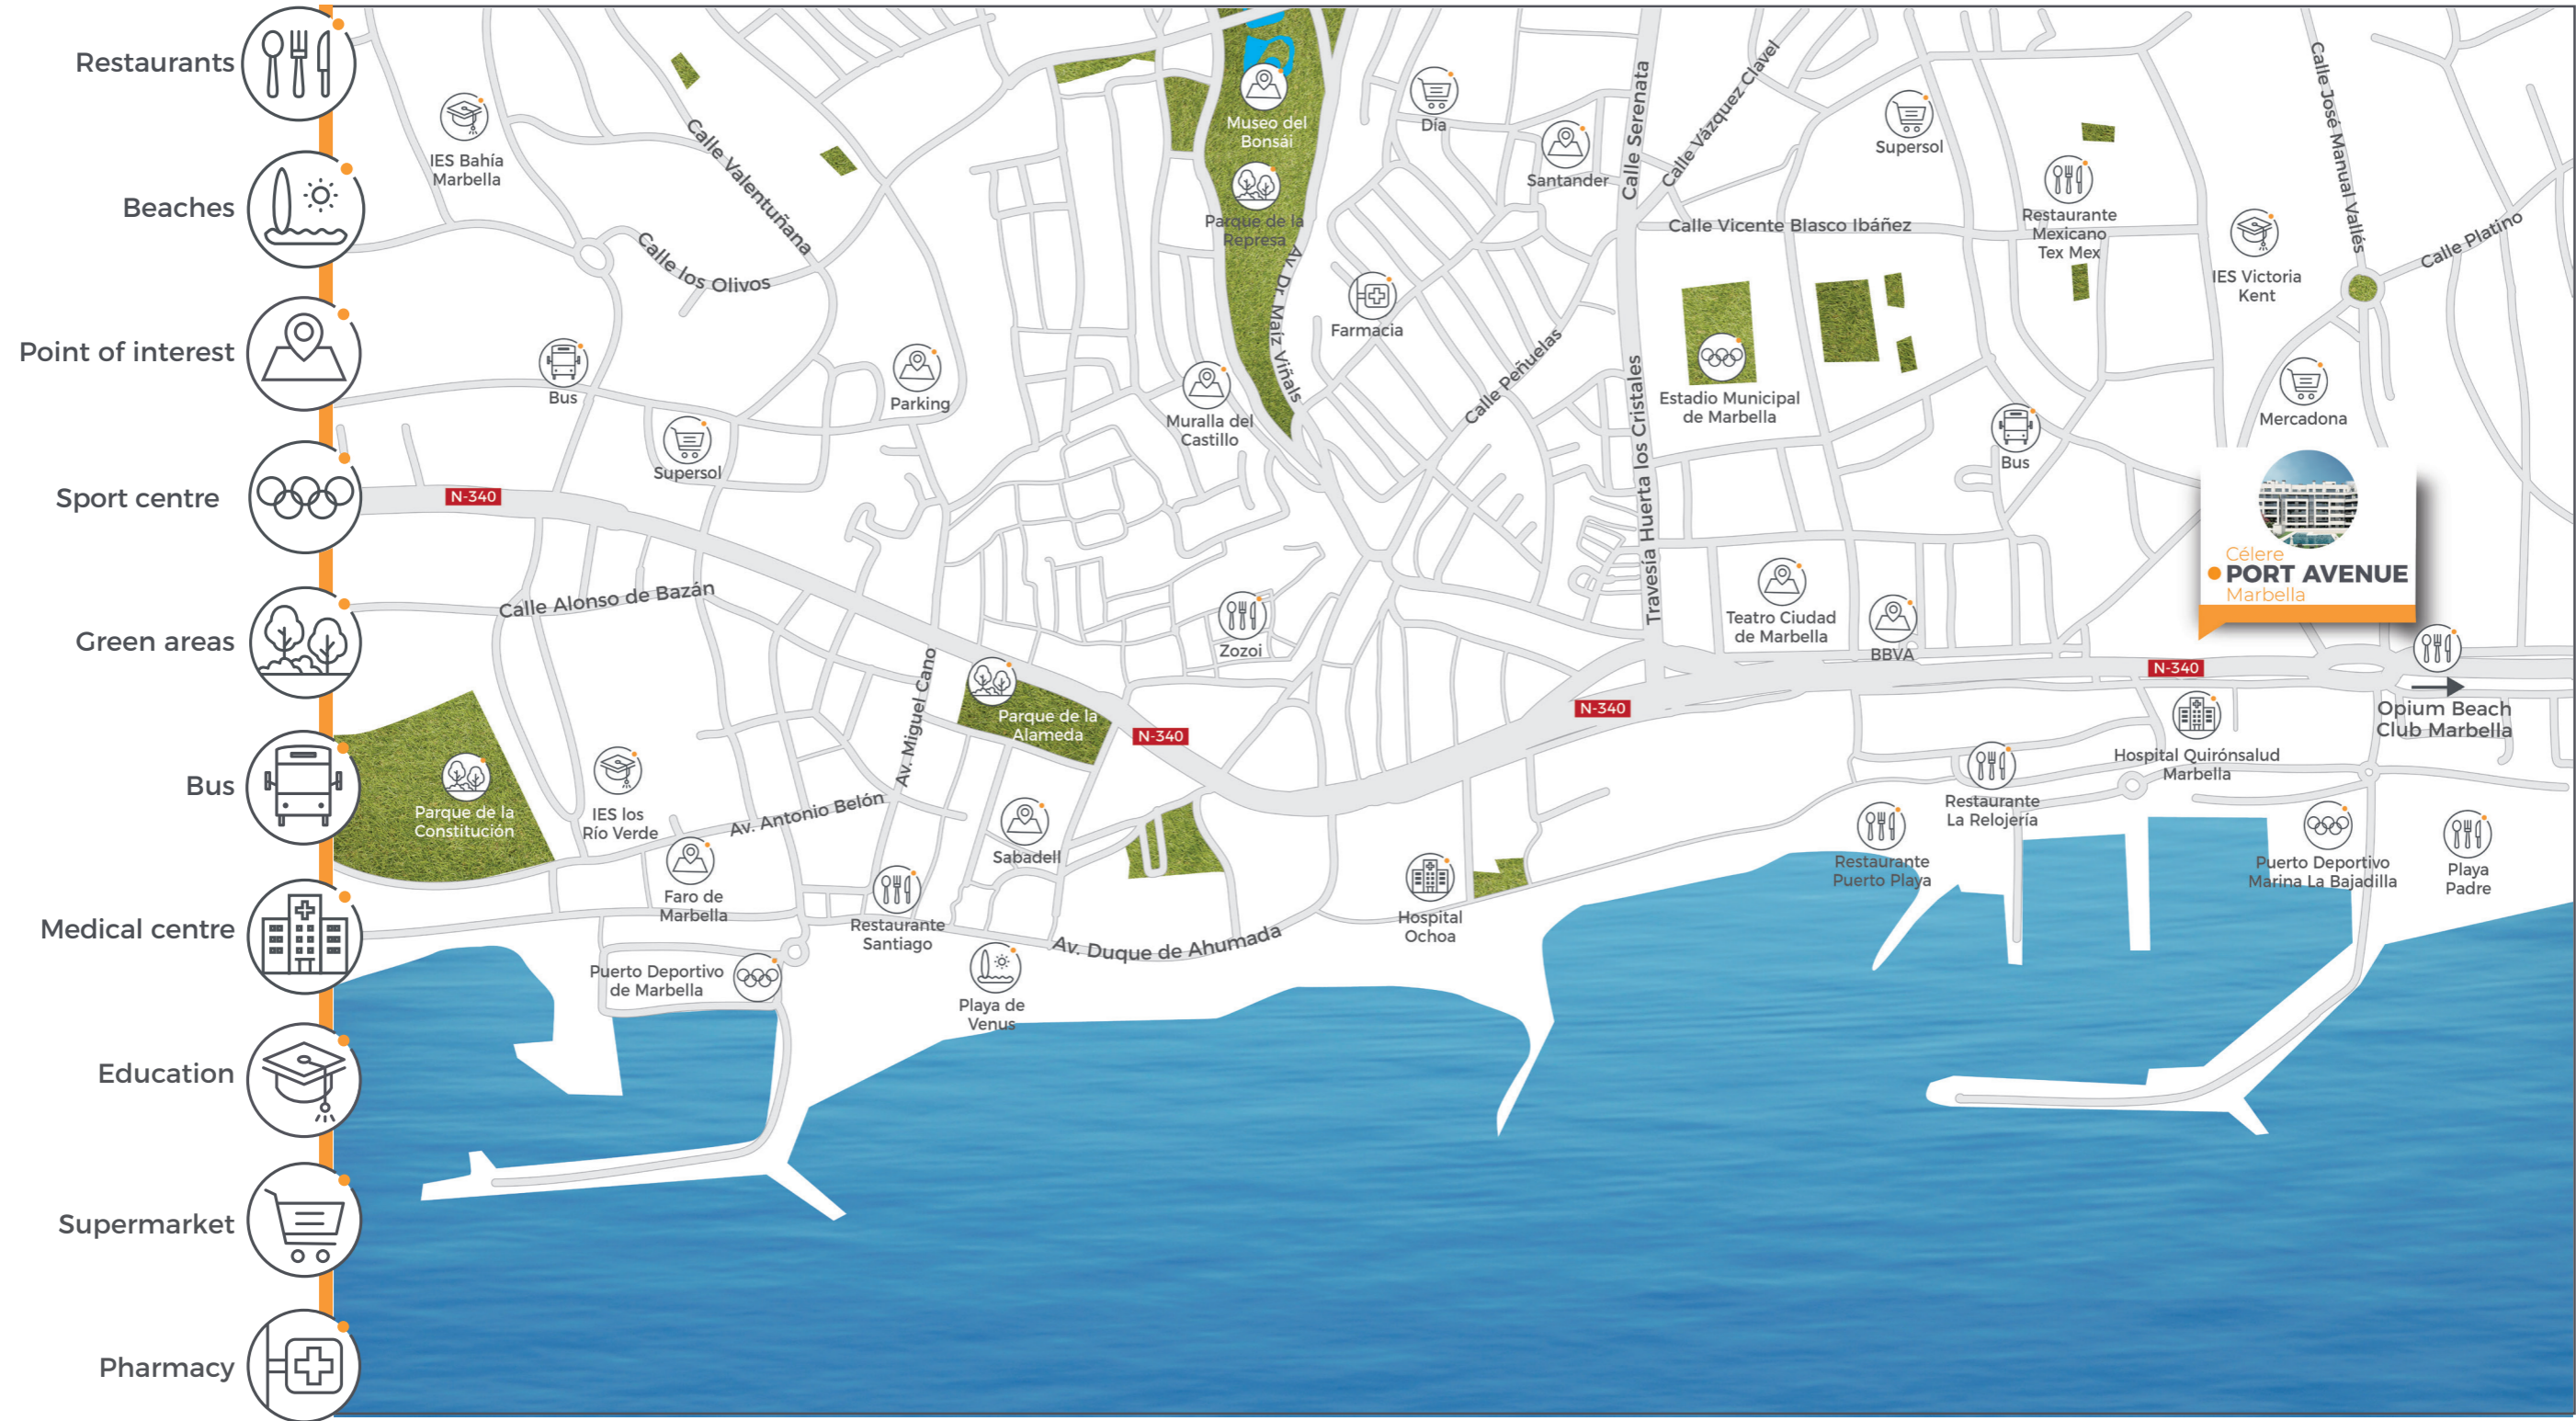 Restaurants
Beaches
Point of interest
Sport centre
Green areas
Bus
Medical centre
Education
Supermarket
Pharmacy
IES Bahía
Marbella
Calle Valentuñana
Calle los Olivos
Bus
Parking
Supersol
N-340
Calle Alonso de Bazán
Museo del
Bonsái
Parque de la
Represa
Av. Dr. Maíz Viñals
Muralla del
Castillo
Farmacia
Día
Santander
Calle Serenata
Calle Vázquez Clavel
Calle Peñuelas
Travesía Huerta los Cristales
Supersol
Calle Vicente Blasco Ibáñez
Restaurante
Mexicano
Tex Mex
Estadio Municipal
de Marbella
Bus
IES Victoria
Kent
Calle José Manual Vallés
Calle Platino
Mercadona
Célere
PORT AVENUE
Marbella
Teatro Ciudad
de Marbella
BBVA
N-340
N-340
Opium Beach
Club Marbella
Zozoi
Parque de la
Alameda
N-340
Av. Miguel Cano
Av. Antonio Belón
Parque de la
Constitución
IES los
Río Verde
Faro de
Marbella
Sabadell
Restaurante
Santiago
Puerto Deportivo
de Marbella
Playa de
Venus
Av. Duque de Ahumada
Hospital
Ochoa
Restaurante
Puerto Playa
Restaurante
La Relojería
Hospital Quirónsalud
Marbella
Puerto Deportivo
Marina La Bajadilla
Playa
Padre